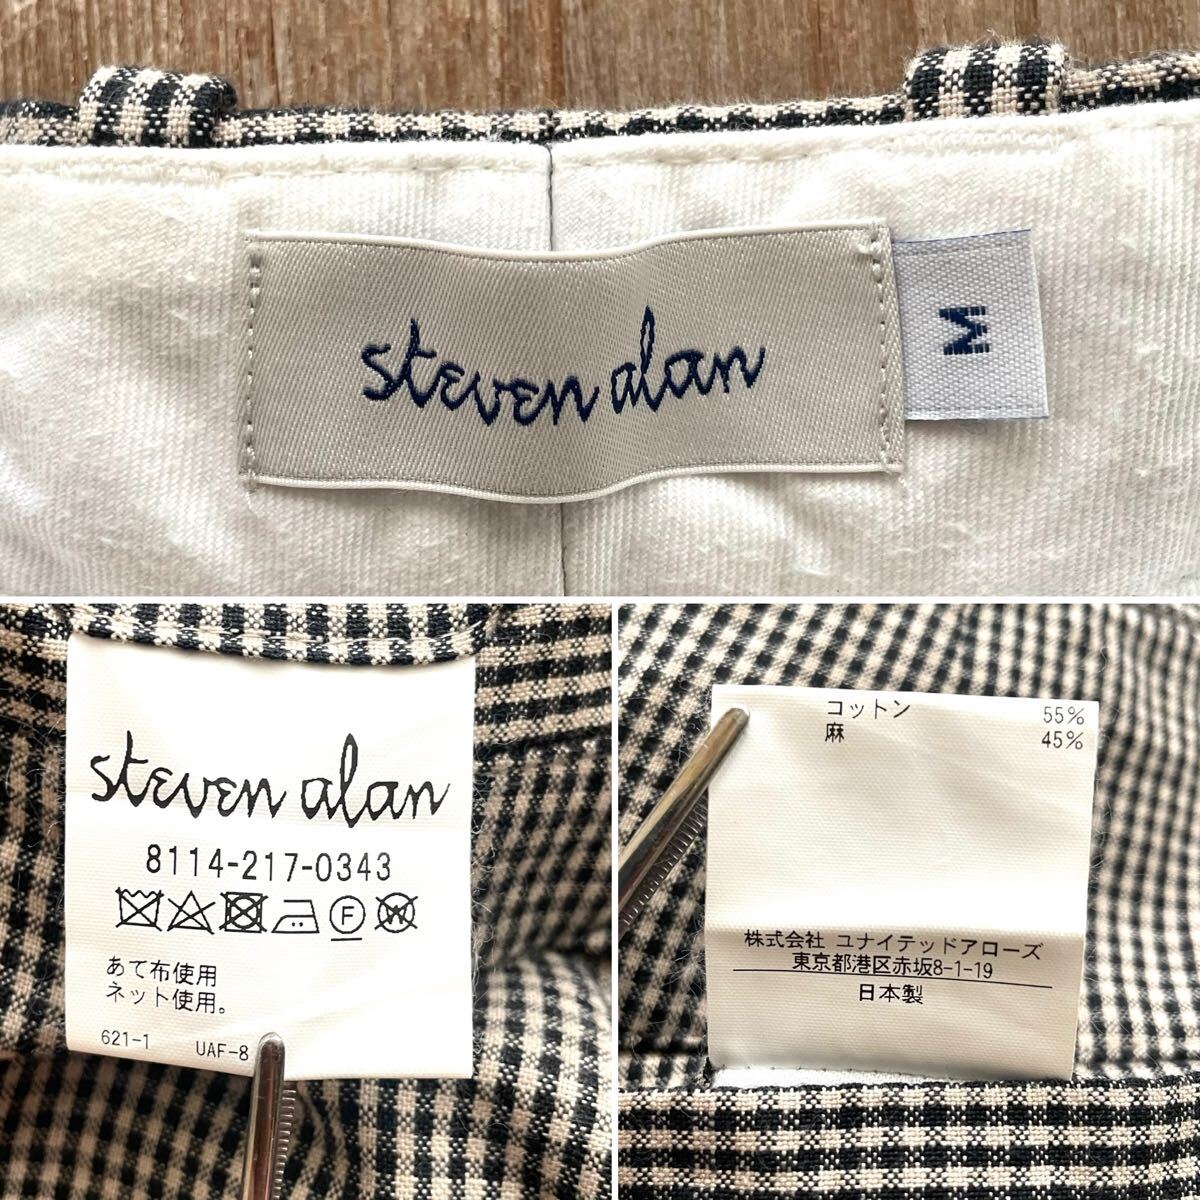 steven alan
M
steven alan
8114-217-0343
F W
あて布使用
ネット使用。
621-1 UAF-8
コットン 55%
麻 45%
株式会社 ユナイテッドアローズ
東京都港区赤坂8-1-19
日本製